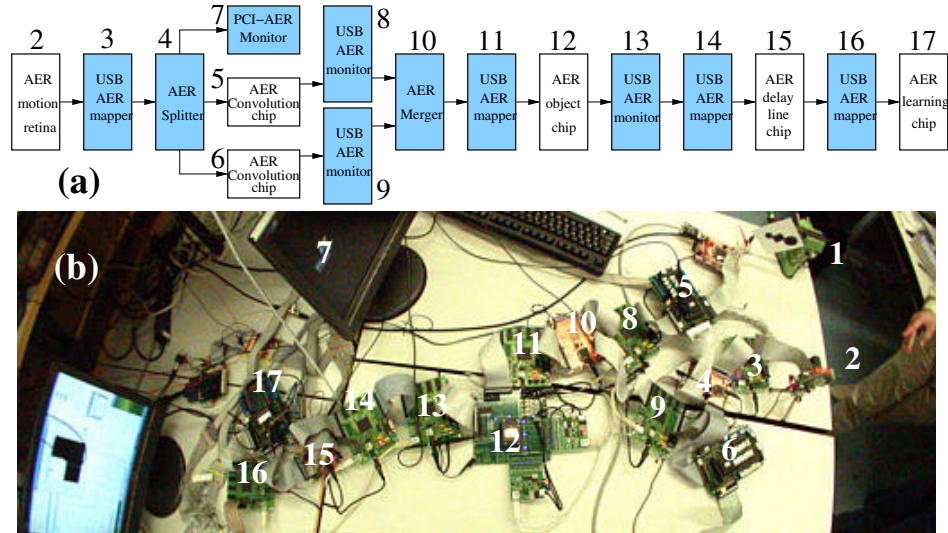 2
AER
motion
retina
3
USB
AER
mapper
4
AER
Splitter
7
PCI-AER
Monitor
5
AER
Convolution
chip
6
AER
Convolution
chip
8
USB
AER
monitor
USB
AER
monitor
9
10
AER
Merger
11
USB
AER
mapper
12
AER
object
chip
13
USB
AER
monitor
14
USB
AER
mapper
15
AER
delay
line
chip
16
USB
AER
mapper
17
AER
learning
chip
(a)
(b)
7
1
5
10
8
11
2
3
4
17
14
13
9
12
6
15
16